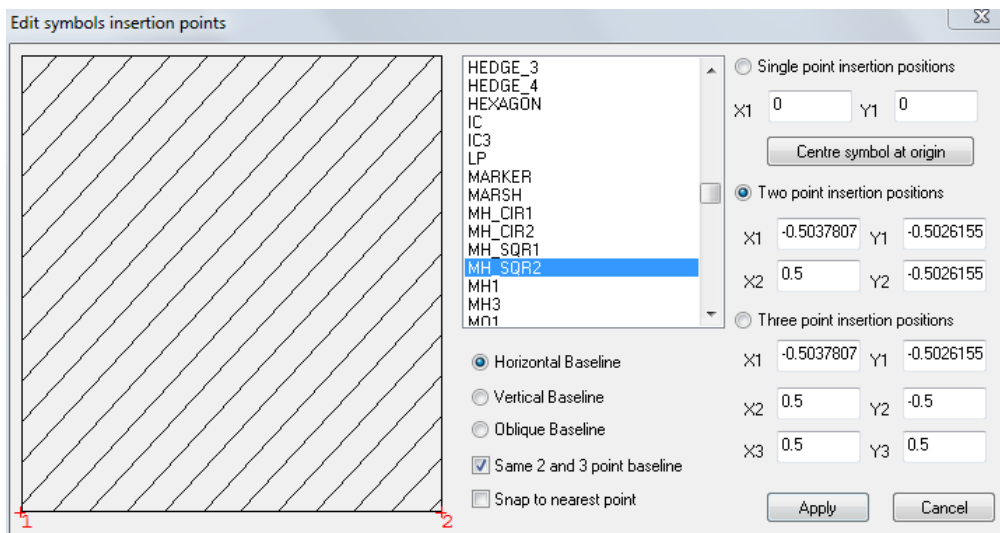 Edit symbols insertion points
HEDGE_3
HEDGE_4
HEXAGON
IC
IC3
LP
MARKER
MARSH
MH_CIR1
MH_CIR2
MH_SQR1
MH_SQR2
MH1
MH3
MO1
Single point insertion positions
X1 0 Y1 0
Centre symbol at origin
Two point insertion positions
X1 -0.5037807 Y1 -0.5026155
X2 0.5 Y2 -0.5026155
Three point insertion positions
X1 -0.5037807 Y1 -0.5026155
X2 0.5 Y2 -0.5
X3 0.5 Y3 0.5
Horizontal Baseline
Vertical Baseline
Oblique Baseline
Same 2 and 3 point baseline
Snap to nearest point
Apply Cancel
1 2